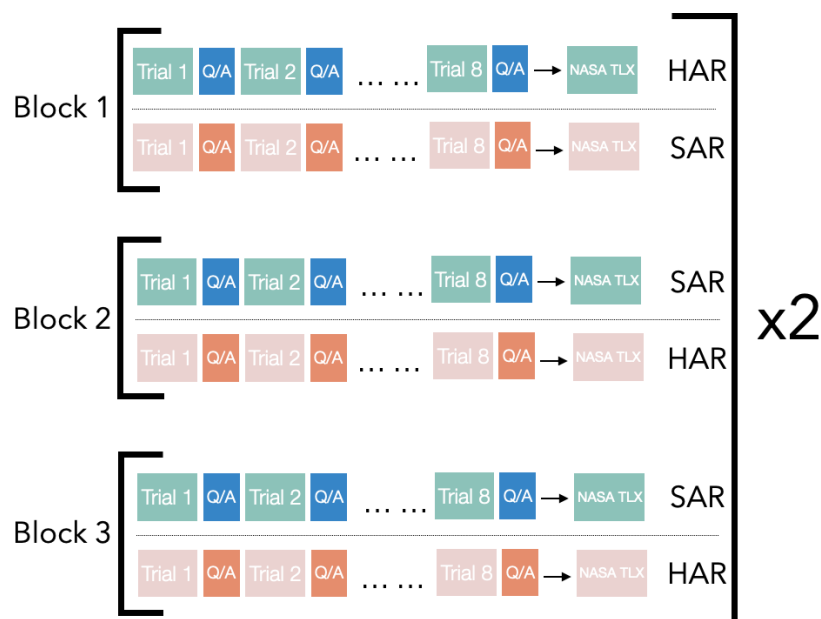 Trial 1 Q/A Trial 2 Q/A ... ... Trial 8 Q/A NASA TLX HAR
Block 1
Trial 1 Q/A Trial 2 Q/A ... ... Trial 8 Q/A NASA TLX SAR
Trial 1 Q/A Trial 2 Q/A ... ... Trial 8 Q/A NASA TLX SAR
Block 2
x2
Trial 1 Q/A Trial 2 Q/A ... ... Trial 8 Q/A NASA TLX HAR
Trial 1 Q/A Trial 2 Q/A ... ... Trial 8 Q/A NASA TLX SAR
Block 3
Trial 1 Q/A Trial 2 Q/A ... ... Trial 8 Q/A NASA TLX HAR